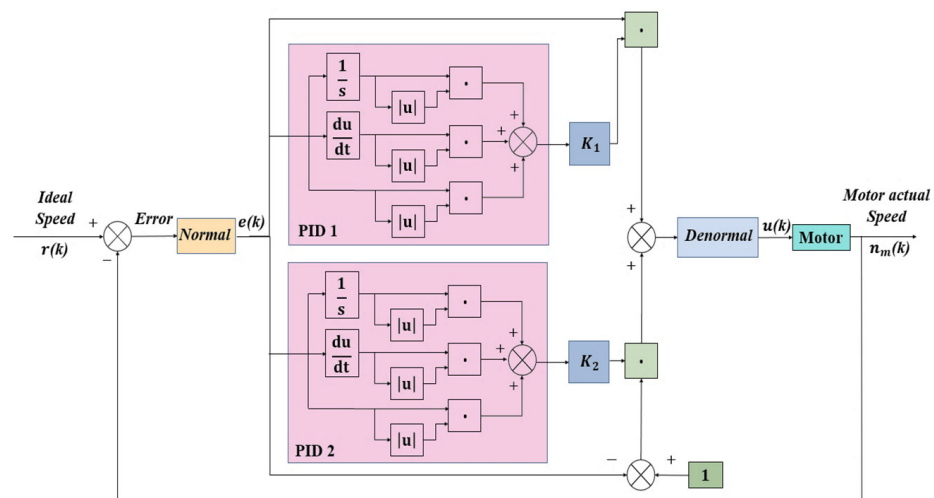 Ideal
Speed
r(k)
+
−
Error
Normal
e(k)
1
s
|u|
du
dt
|u|
|u|
·
·
·
+
+
+
PID 1
K₁
·
1
s
|u|
du
dt
|u|
|u|
·
·
·
+
+
+
PID 2
K₂
·
+
+
−
+
1
Denormal
u(k)
Motor
Motor actual
Speed
nₘ(k)